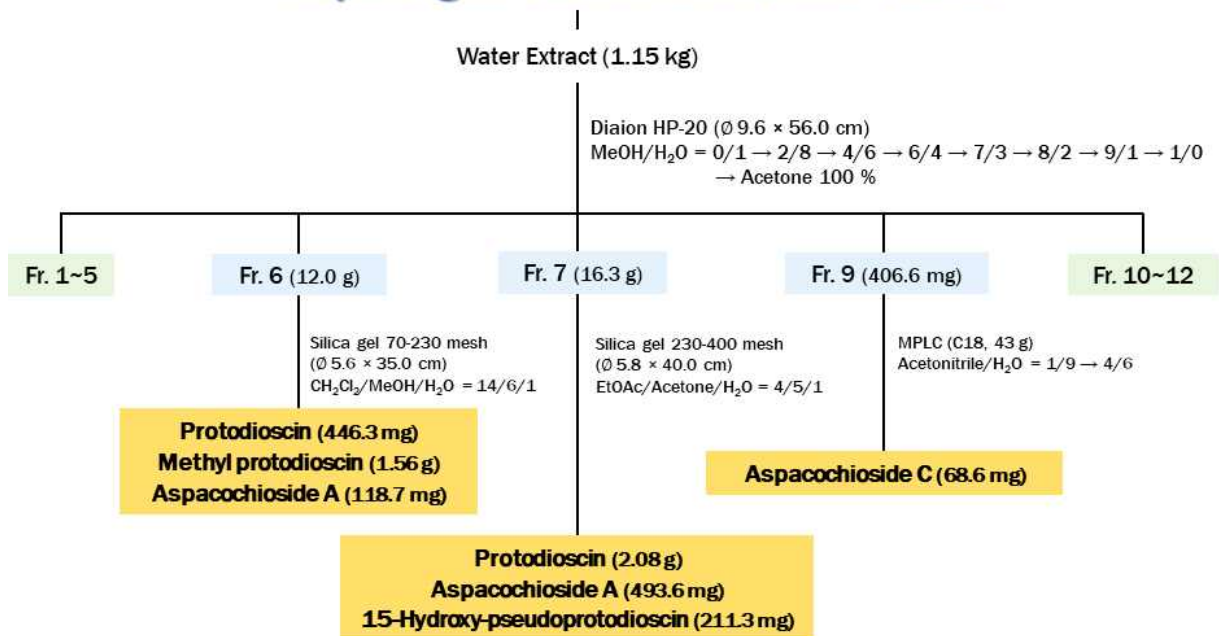 Water Extract (1.15 kg)
Diaion HP-20 (Ø 9.6 × 56.0 cm)
MeOH/H₂O = 0/1 → 2/8 → 4/6 → 6/4 → 7/3 → 8/2 → 9/1 → 1/0
→ Acetone 100 %
Fr. 1~5
Fr. 6 (12.0 g)
Fr. 7 (16.3 g)
Fr. 9 (406.6 mg)
Fr. 10~12
Silica gel 70-230 mesh
(Ø 5.6 × 35.0 cm)
CH₂Cl₂/MeOH/H₂O = 14/6/1
Silica gel 230-400 mesh
(Ø 5.8 × 40.0 cm)
EtOAc/Acetone/H₂O = 4/5/1
MPLC (C18, 43 g)
Acetonitrile/H₂O = 1/9 → 4/6
Protodioscin (446.3 mg)
Methyl protodioscin (1.56 g)
Aspacochioside A (118.7 mg)
Aspacochioside C (68.6 mg)
Protodioscin (2.08 g)
Aspacochioside A (493.6 mg)
15-Hydroxy-pseudoprotodioscin (211.3 mg)